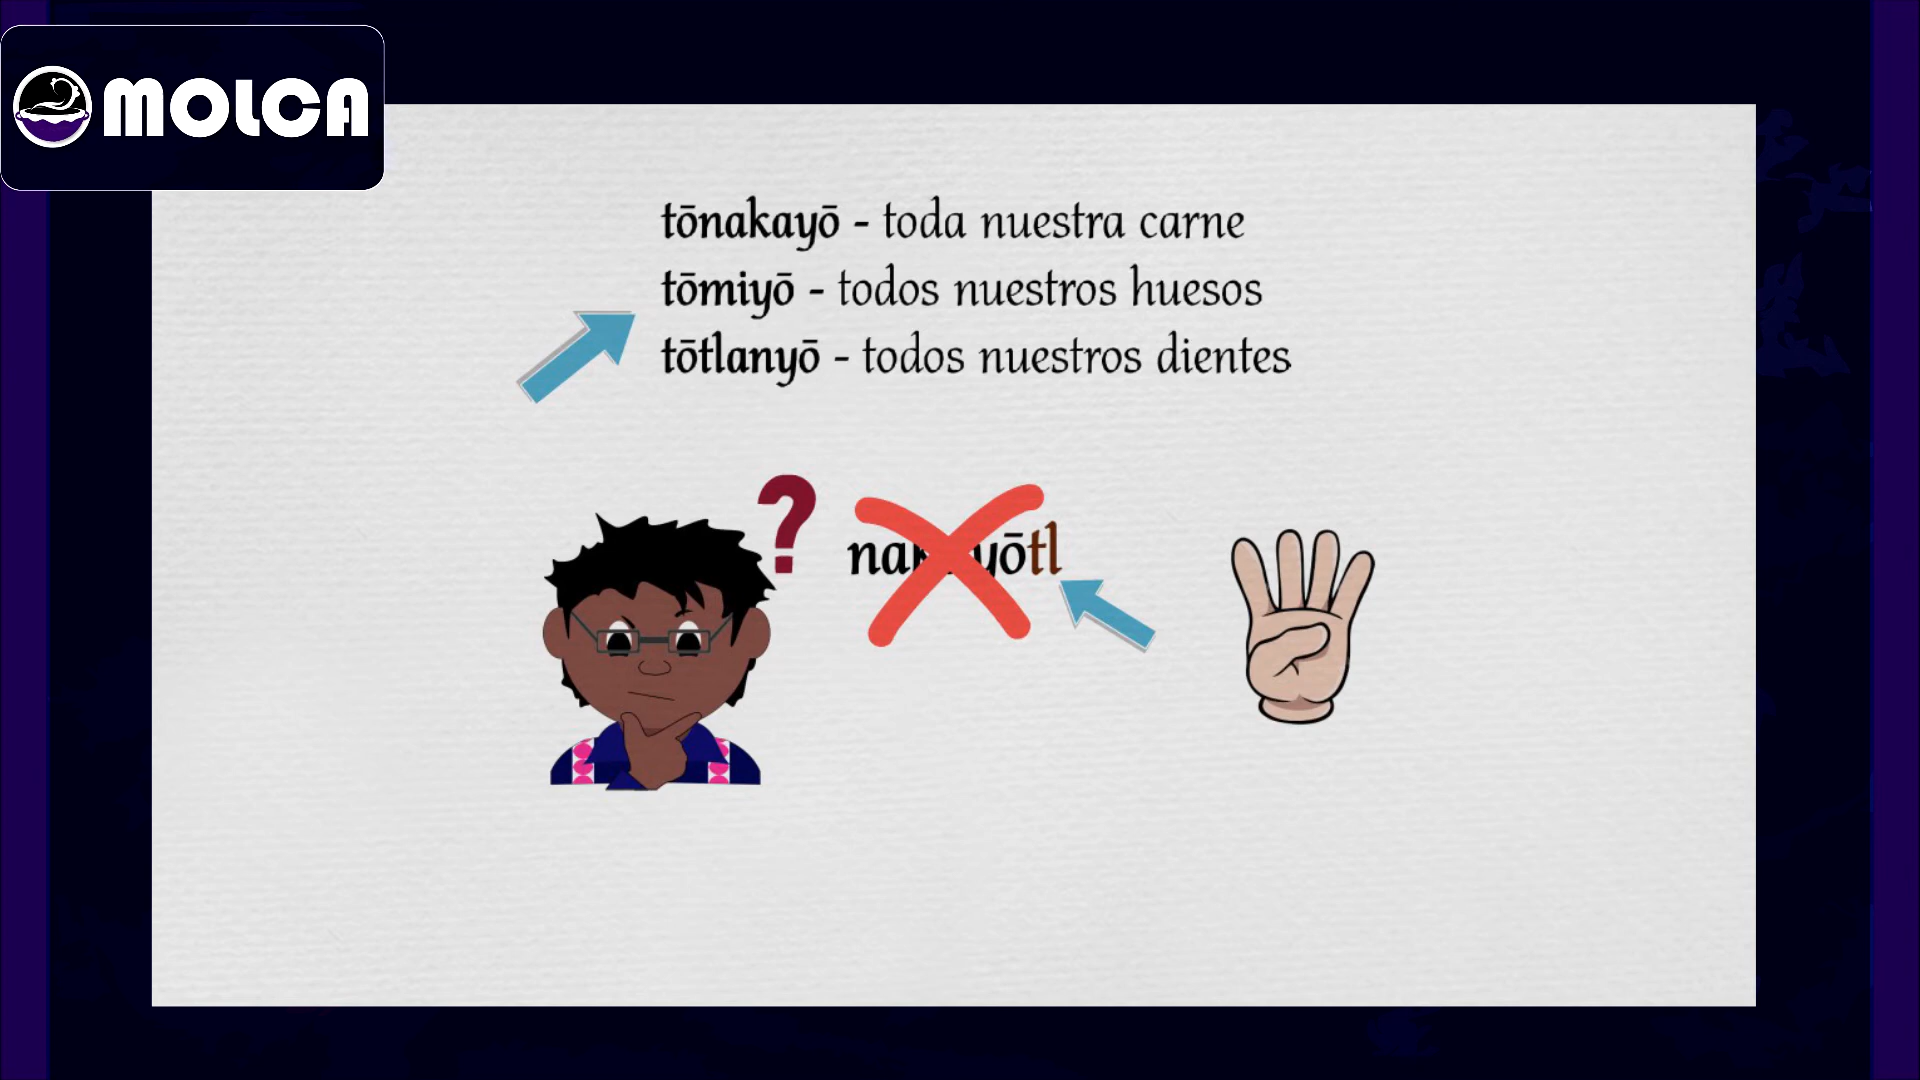 MOLCA
tōnakayō - toda nuestra carne
tōmiyō - todos nuestros huesos
tōtlanyō - todos nuestros dientes
?